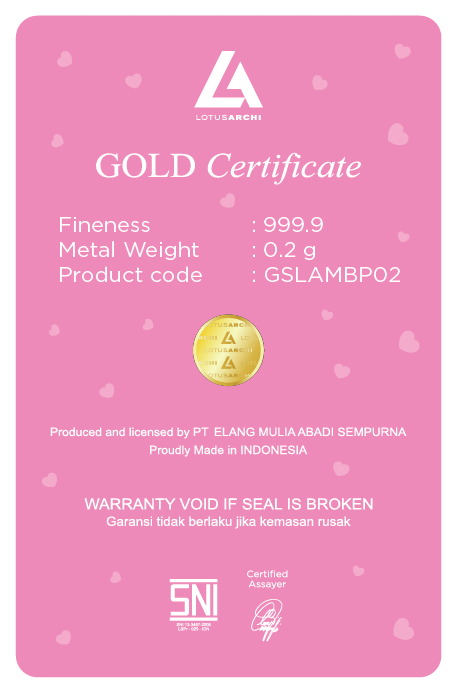 LOTUSARCHI
GOLD Certificate
Fineness : 999.9
Metal Weight : 0.2 g
Product code : GSLAMBP02
LOTUSARCHI
Produced and licensed by PT ELANG MULIA ABADI SEMPURNA
Proudly Made in INDONESIA
WARRANTY VOID IF SEAL IS BROKEN
Garansi tidak berlaku jika kemasan rusak
Certified
Assayer
SNI